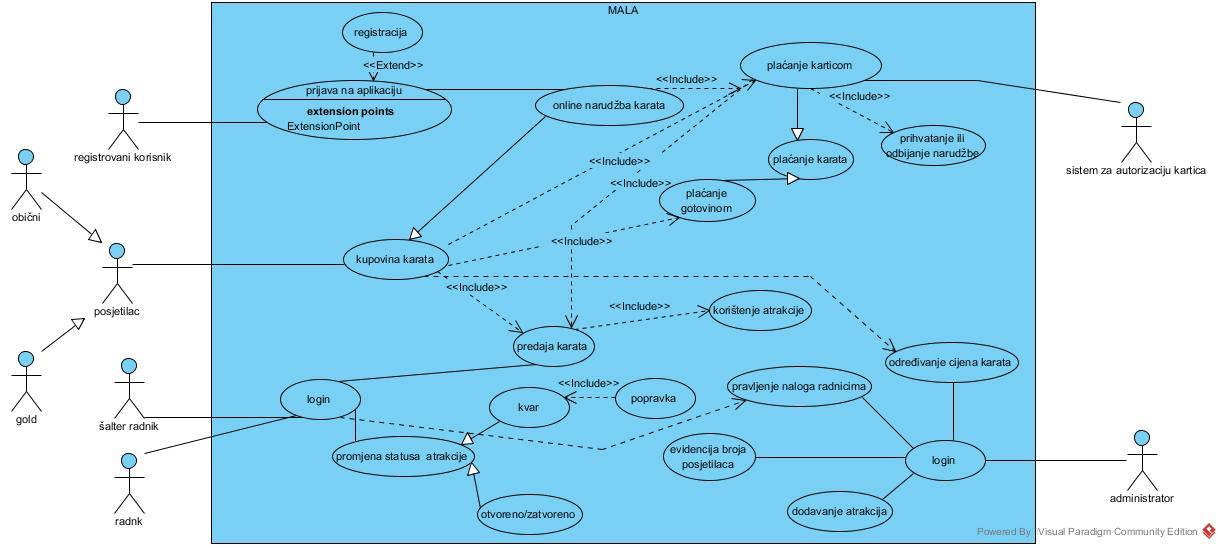 MALA
registracija
<<Extend>>
prijava na aplikaciju
extension points
ExtensionPoint
registrovani korisnik
online narudžba karata
<<Include>>
plaćanje karticom
<<Include>>
prihvatanje ili
odbijanje narudžbe
sistem za autorizaciju kartica
plaćanje karata
<<Include>>
<<Include>>
plaćanje
gotovinom
obični
<<Include>>
kupovina karata
posjetilac
<<Include>>
<<Include>>
korištenje atrakcije
predaja karata
određivanje cijena karata
gold
šalter radnik
login
kvar
<<Include>>
popravka
pravljenje naloga radnicima
promjena statusa atrakcije
evidencija broja
posjetilaca
login
administrator
radnk
otvoreno/zatvoreno
dodavanje atrakcija
Powered By Visual Paradigm Community Edition